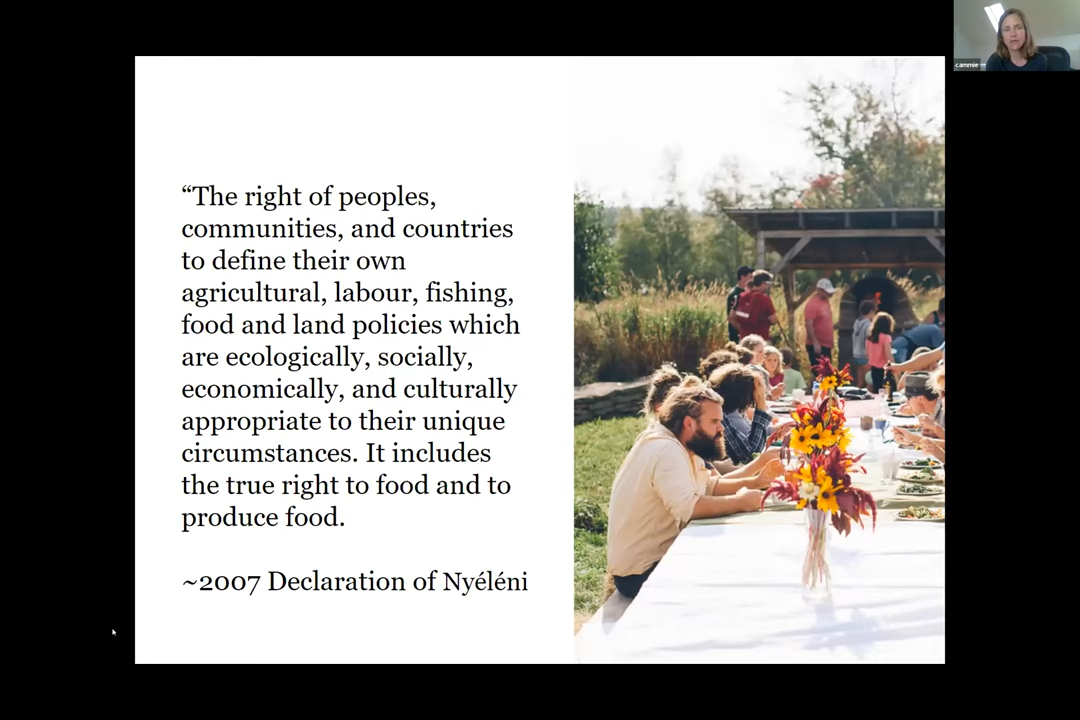 cammie
“The right of peoples,
communities, and countries
to define their own
agricultural, labour, fishing,
food and land policies which
are ecologically, socially,
economically, and culturally
appropriate to their unique
circumstances. It includes
the true right to food and to
produce food.
~2007 Declaration of Nyéléni